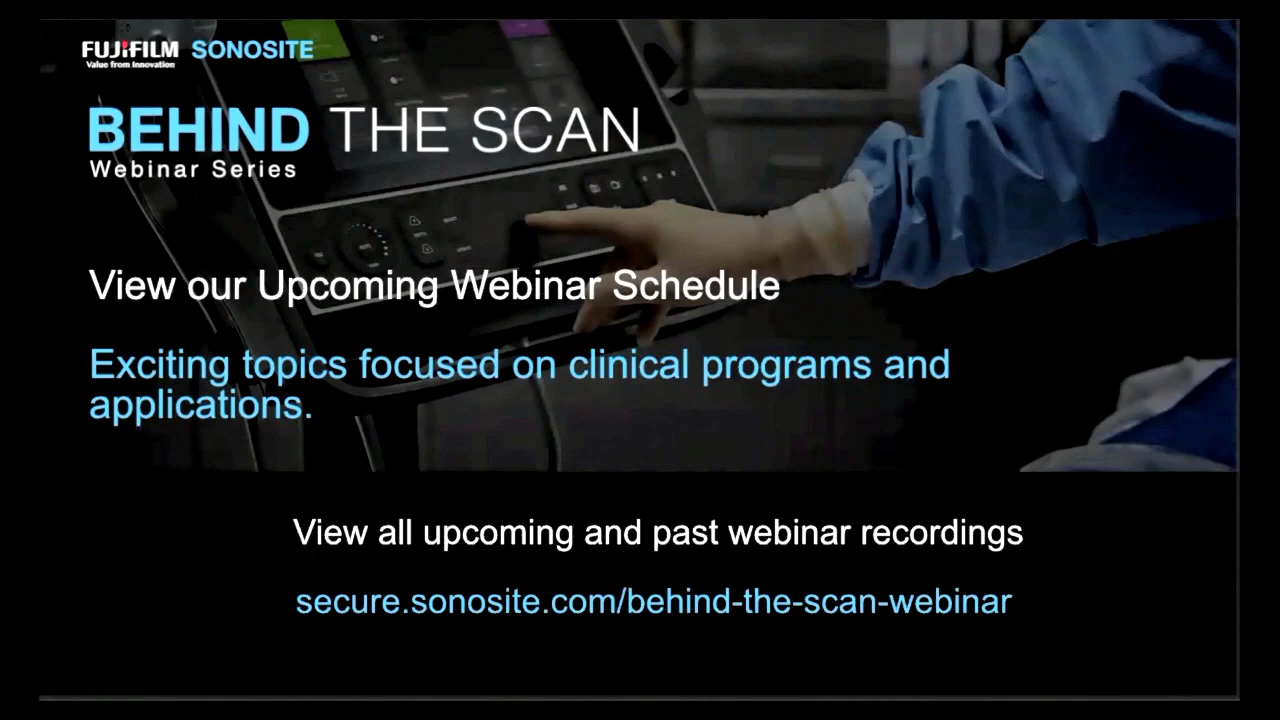 FUJIFILM SONOSITE
Value from Innovation
BEHIND THE SCAN
Webinar Series
View our Upcoming Webinar Schedule
Exciting topics focused on clinical programs and
applications.
View all upcoming and past webinar recordings
secure.sonosite.com/behind-the-scan-webinar